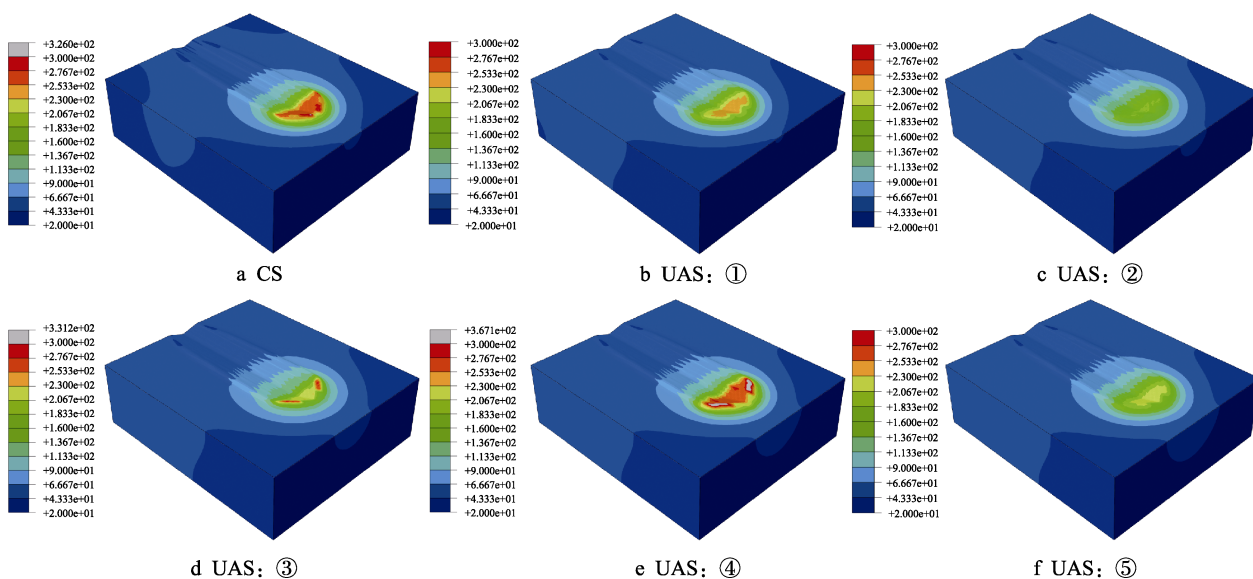 +3.260e+02
+3.000e+02
+2.767e+02
+2.533e+02
+2.300e+02
+2.067e+02
+1.833e+02
+1.600e+02
+1.367e+02
+1.133e+02
+9.000e+01
+6.667e+01
+4.333e+01
+2.000e+01
a CS
+3.000e+02
+2.767e+02
+2.533e+02
+2.300e+02
+2.067e+02
+1.833e+02
+1.600e+02
+1.367e+02
+1.133e+02
+9.000e+01
+6.667e+01
+4.333e+01
+2.000e+01
b UAS：①
+3.000e+02
+2.767e+02
+2.533e+02
+2.300e+02
+2.067e+02
+1.833e+02
+1.600e+02
+1.367e+02
+1.133e+02
+9.000e+01
+6.667e+01
+4.333e+01
+2.000e+01
c UAS：②
+3.312e+02
+3.000e+02
+2.767e+02
+2.533e+02
+2.300e+02
+2.067e+02
+1.833e+02
+1.600e+02
+1.367e+02
+1.133e+02
+9.000e+01
+6.667e+01
+4.333e+01
+2.000e+01
d UAS：③
+3.671e+02
+3.000e+02
+2.767e+02
+2.533e+02
+2.300e+02
+2.067e+02
+1.833e+02
+1.600e+02
+1.367e+02
+1.133e+02
+9.000e+01
+6.667e+01
+4.333e+01
+2.000e+01
e UAS：④
+3.000e+02
+2.767e+02
+2.533e+02
+2.300e+02
+2.067e+02
+1.833e+02
+1.600e+02
+1.367e+02
+1.133e+02
+9.000e+01
+6.667e+01
+4.333e+01
+2.000e+01
f UAS：⑤